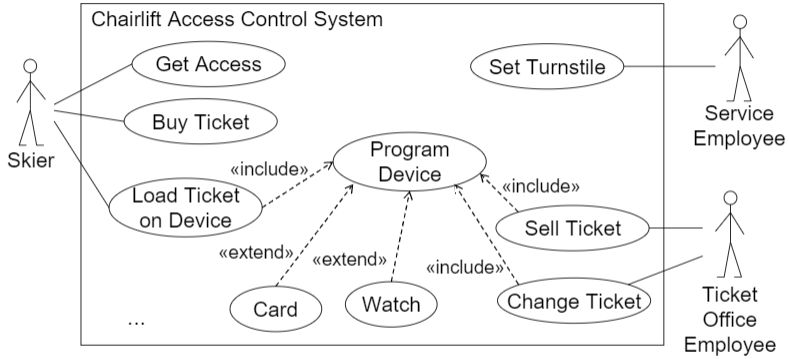 Chairlift Access Control System
Get Access
Set Turnstile
Buy Ticket
Service
Employee
Skier
Program
Device
«include»
«include»
Load Ticket
on Device
Sell Ticket
«extend»
«extend»
«include»
Card
Watch
Change Ticket
Ticket
Office
Employee
...